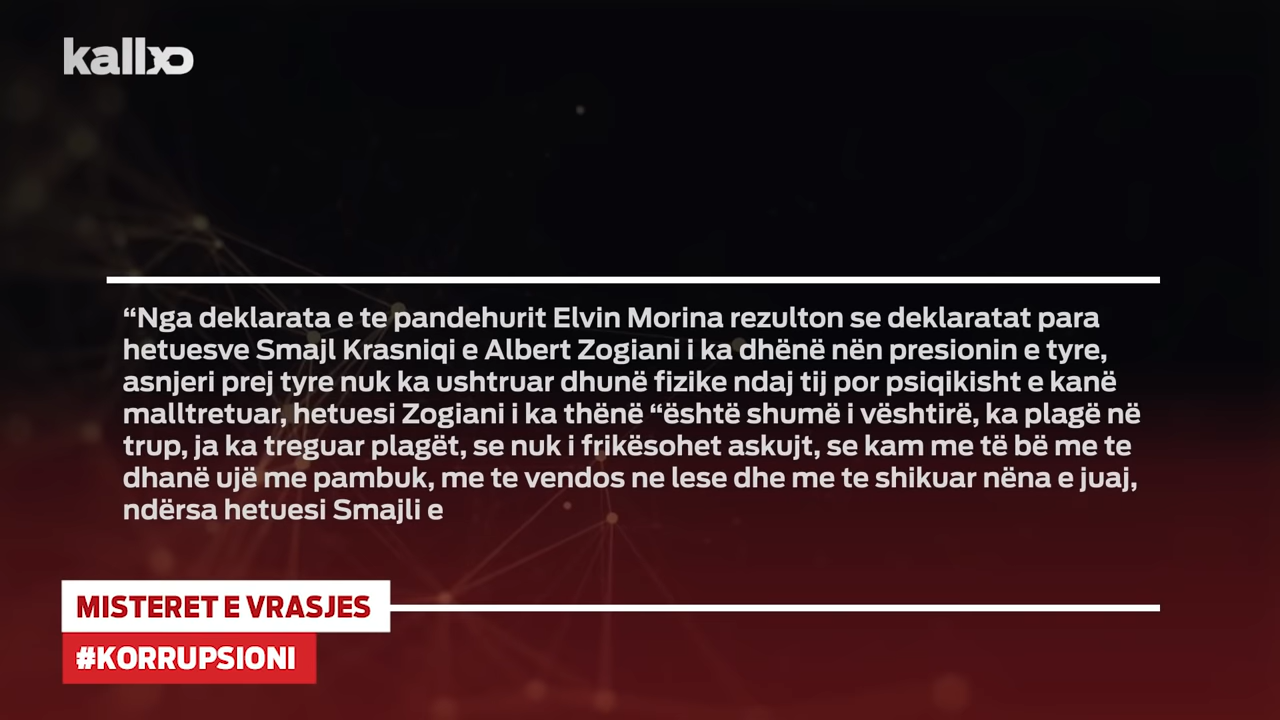 kallxo
“Nga deklarata e te pandehurit Elvin Morina rezulton se deklaratat para
hetuesve Smajl Krasniqi e Albert Zogiani i ka dhënë nën presionin e tyre,
asnjeri prej tyre nuk ka ushtruar dhunë fizike ndaj tij por psiqikisht e kanë
malltretuar, hetuesi Zogiani i ka thënë “është shumë i vështirë, ka plagë në
trup, ja ka treguar plagët, se nuk i frikësohet askujt, se kam me të bë me te
dhanë ujë me pambuk, me te vendos ne lese dhe me te shikuar nëna e juaj,
ndërsa hetuesi Smajli e
MISTERET E VRASJES
#KORRUPSIONI